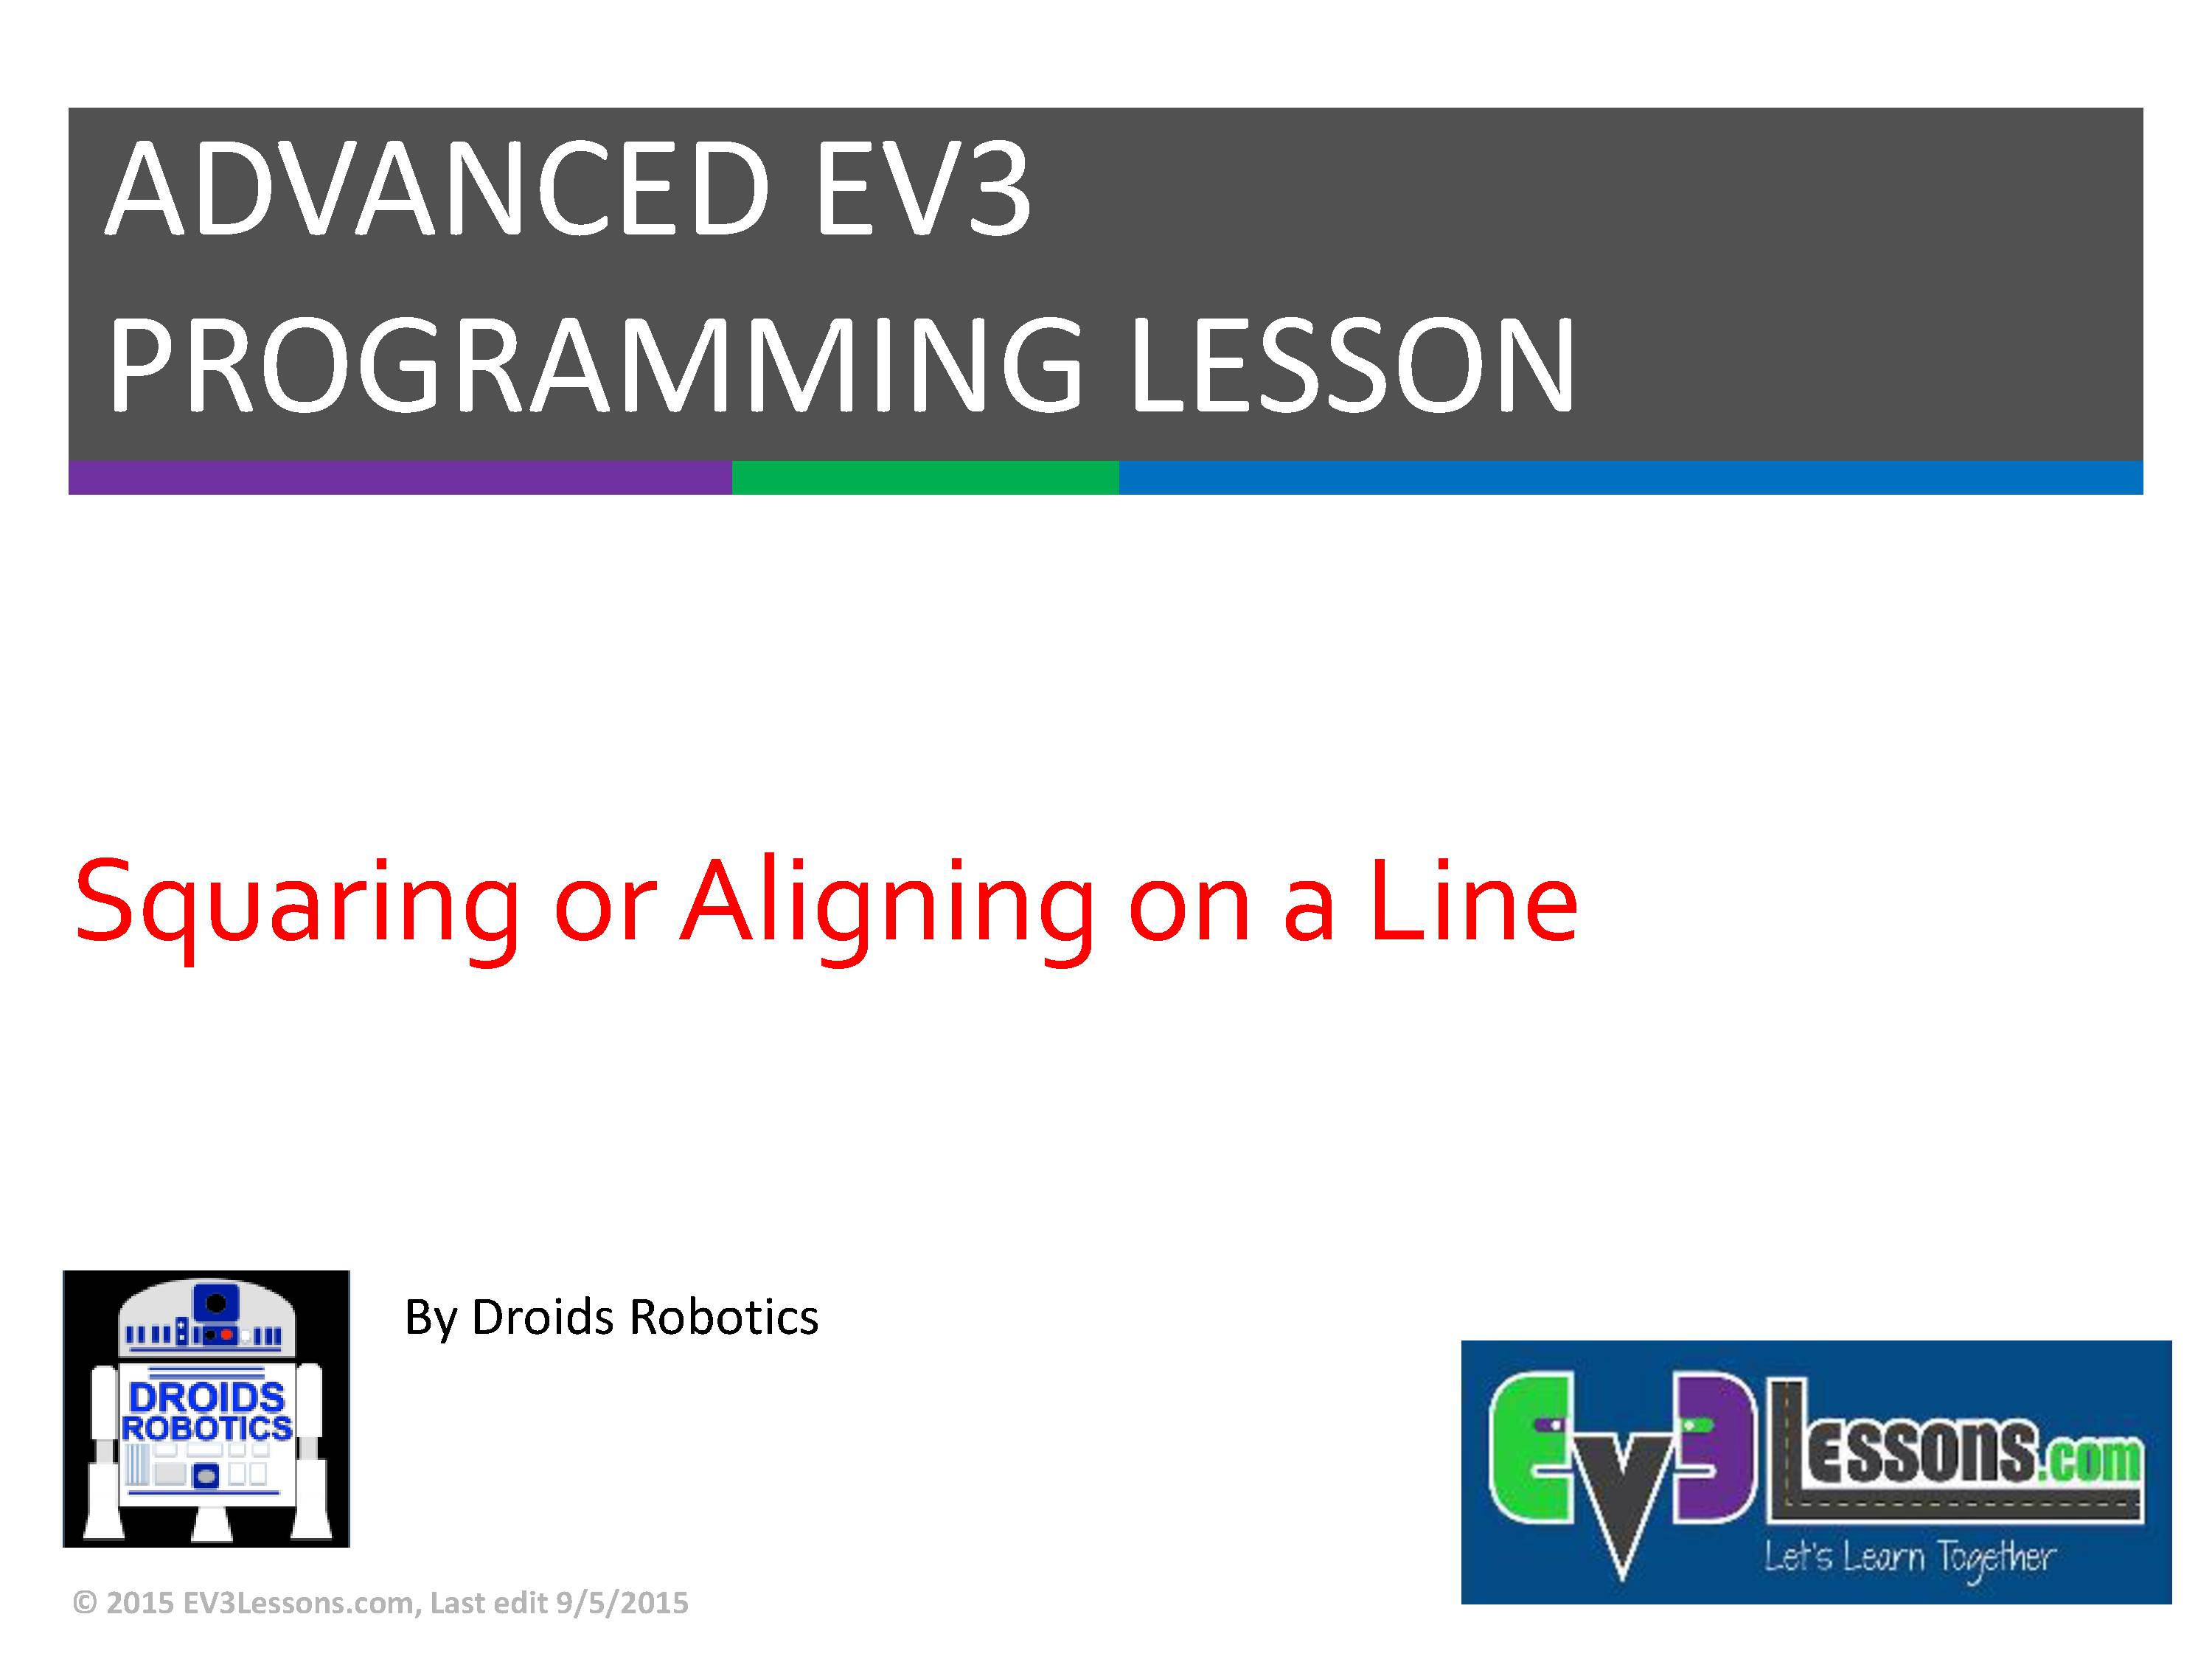 ADVANCED EV3
PROGRAMMING LESSON
Squaring or Aligning on a Line
By Droids Robotics
DROIDS
ROBOTICS
EV3Lessons.com
Let's Learn Together
© 2015 EV3Lessons.com, Last edit 9/5/2015